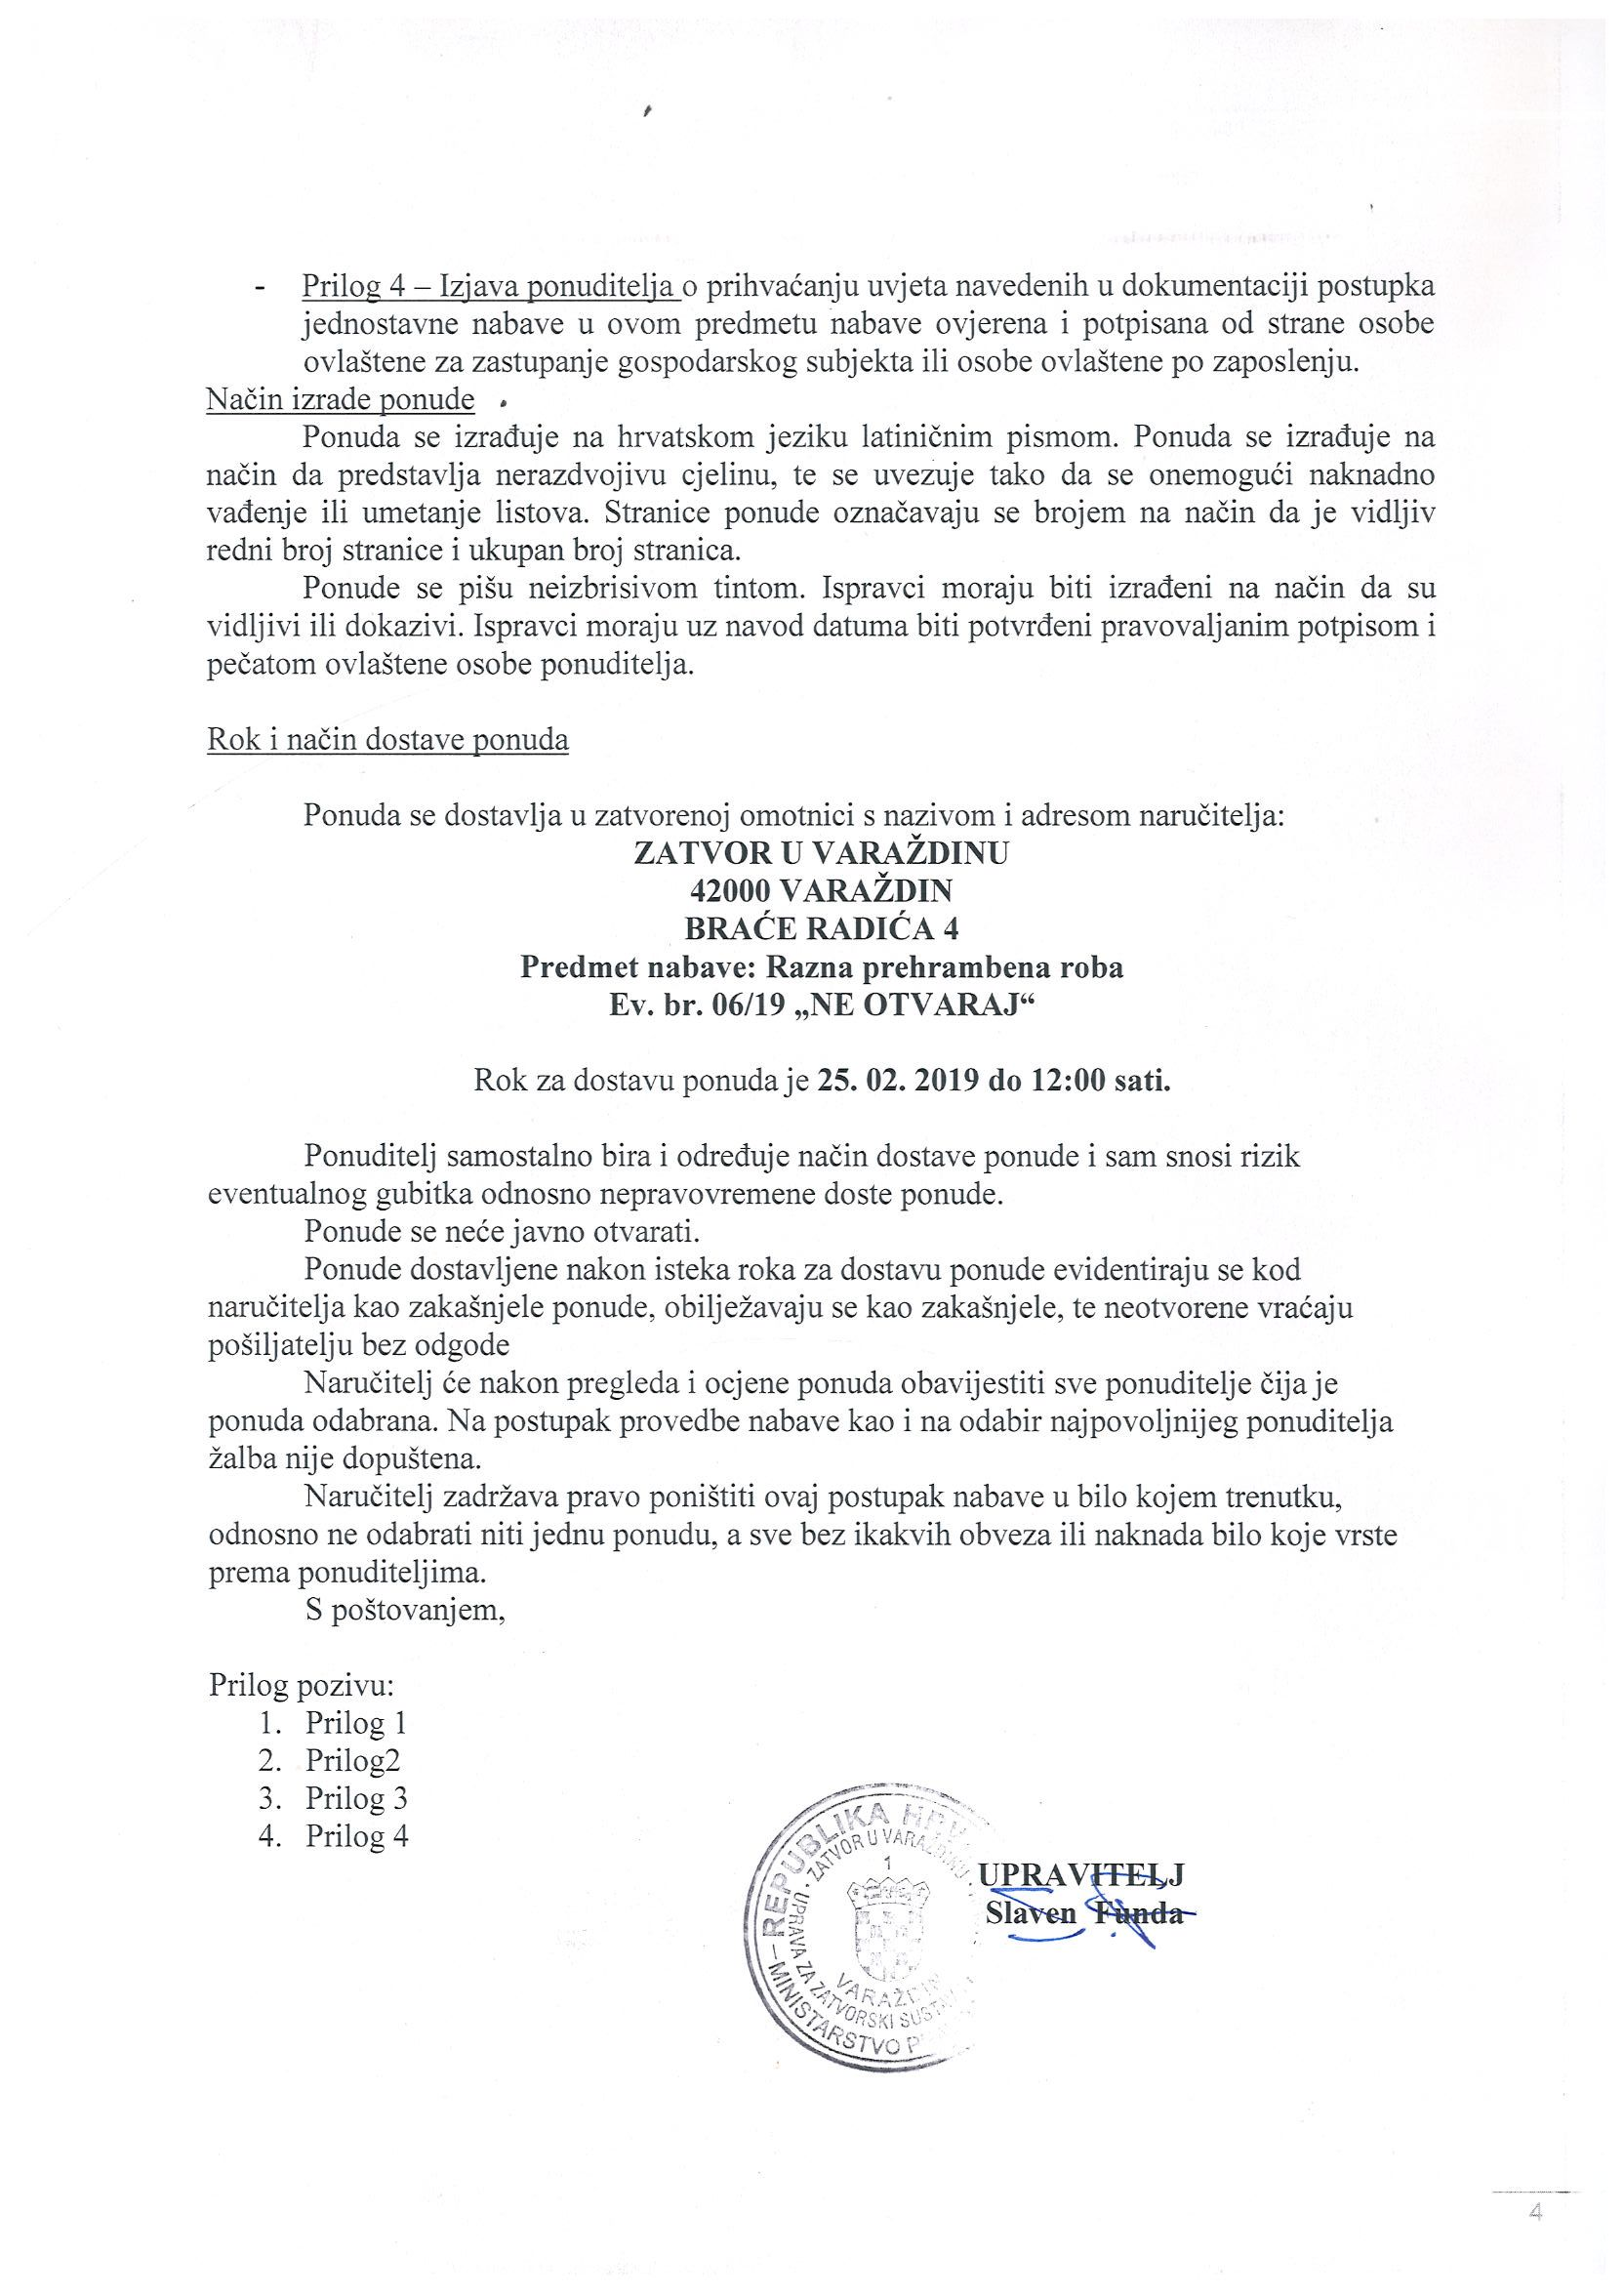 - Prilog 4 – Izjava ponuditelja o prihvaćanju uvjeta navedenih u dokumentaciji postupka
jednostavne nabave u ovom predmetu nabave ovjerena i potpisana od strane osobe
ovlaštene za zastupanje gospodarskog subjekta ili osobe ovlaštene po zaposlenju.
Način izrade ponude
Ponuda se izrađuje na hrvatskom jeziku latiničnim pismom. Ponuda se izrađuje na
način da predstavlja nerazdvojivu cjelinu, te se uvezuje tako da se onemogući naknadno
vađenje ili umetanje listova. Stranice ponude označavaju se brojem na način da je vidljiv
redni broj stranice i ukupan broj stranica.
Ponude se pišu neizbrisivom tintom. Ispravci moraju biti izrađeni na način da su
vidljivi ili dokazivi. Ispravci moraju uz navod datuma biti potvrđeni pravovaljanim potpisom i
pečatom ovlaštene osobe ponuditelja.
Rok i način dostave ponuda
Ponuda se dostavlja u zatvorenoj omotnici s nazivom i adresom naručitelja:
ZATVOR U VARAŽDINU
42000 VARAŽDIN
BRAĆE RADIĆA 4
Predmet nabave: Razna prehrambena roba
Ev. br. 06/19 „NE OTVARAJ“
Rok za dostavu ponuda je 25. 02. 2019 do 12:00 sati.
Ponuditelj samostalno bira i određuje način dostave ponude i sam snosi rizik
eventualnog gubitka odnosno nepravovremene doste ponude.
Ponude se neće javno otvarati.
Ponude dostavljene nakon isteka roka za dostavu ponude evidentiraju se kod
naručitelja kao zakašnjele ponude, obilježavaju se kao zakašnjele, te neotvorene vraćaju
pošiljatelju bez odgode
Naručitelj će nakon pregleda i ocjene ponuda obavijestiti sve ponuditelje čija je
ponuda odabrana. Na postupak provedbe nabave kao i na odabir najpovoljnijeg ponuditelja
žalba nije dopuštena.
Naručitelj zadržava pravo poništiti ovaj postupak nabave u bilo kojem trenutku,
odnosno ne odabrati niti jednu ponudu, a sve bez ikakvih obveza ili naknada bilo koje vrste
prema ponuditeljima.
S poštovanjem,
Prilog pozivu:
1. Prilog 1
2. Prilog2
3. Prilog 3
4. Prilog 4
REPUBLIKA
ZATVOR U VARAŽDINU
1
UPRAVA ZA ZATVORSKI
VARAŽDIN
MINISTARSTVO
UPRAVITELJ
Slaven Funda
4